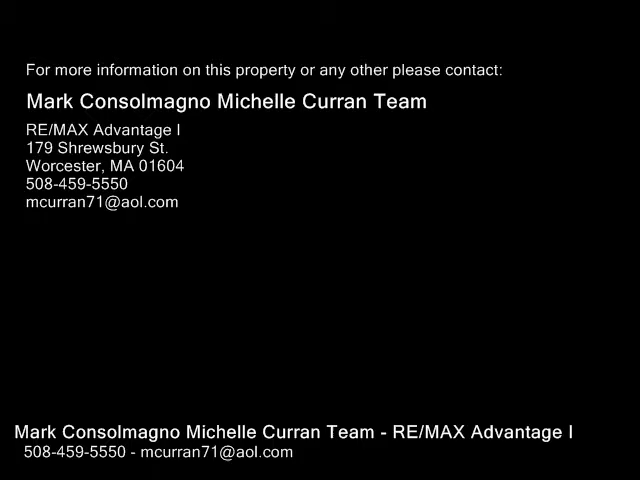 For more information on this property or any other please contact:
Mark Consolmagno Michelle Curran Team
RE/MAX Advantage I
179 Shrewsbury St.
Worcester, MA 01604
508-459-5550
mcurran71@aol.com
Mark Consolmagno Michelle Curran Team - RE/MAX Advantage I
508-459-5550 - mcurran71@aol.com